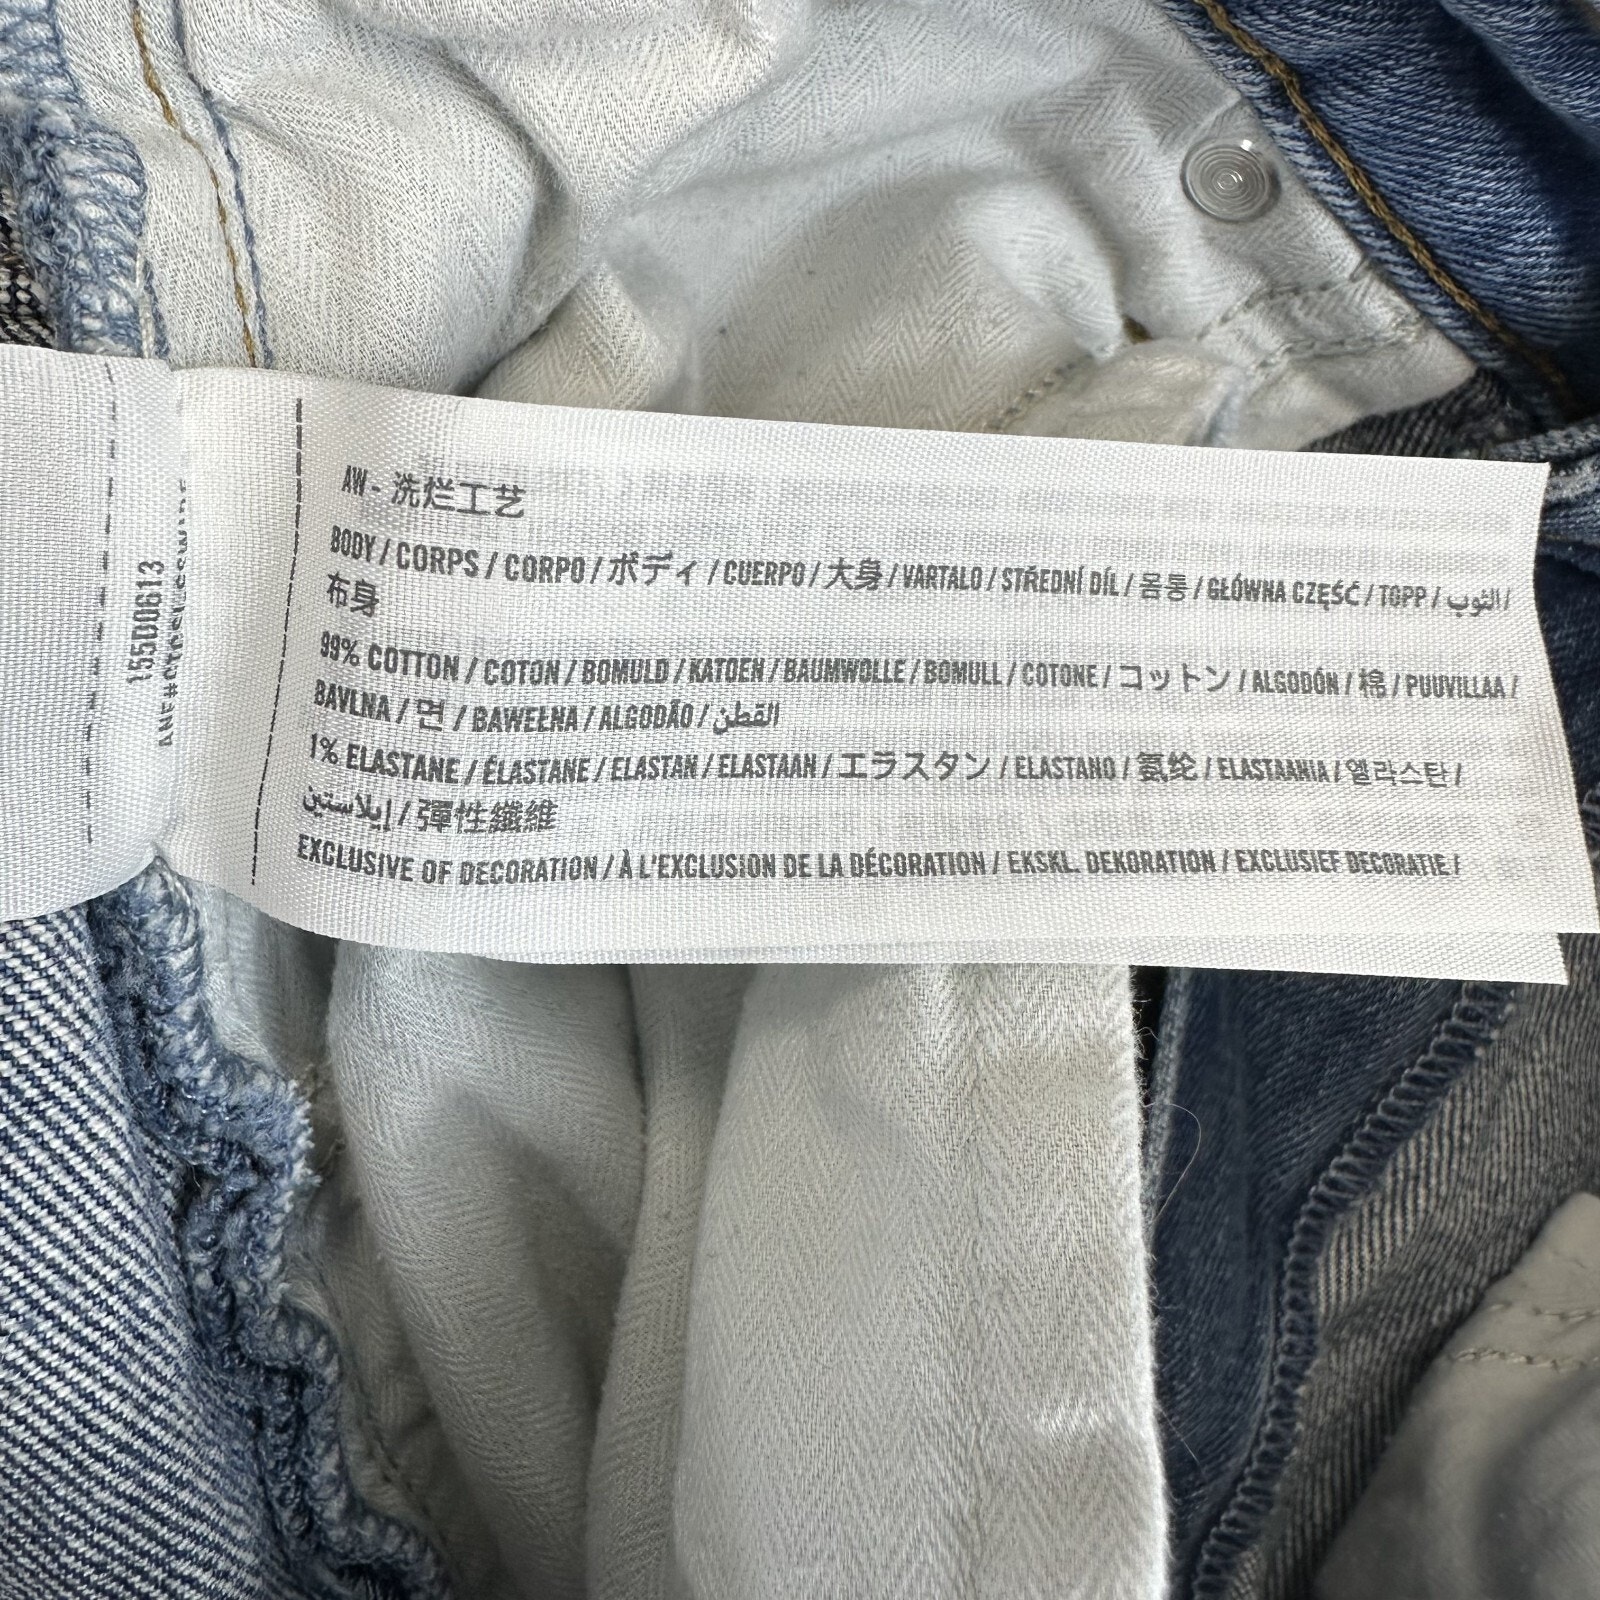 AW - 洗烂工艺
BODY / CORPS / CORPO / ボディ / CUERPO / 大身 / VARTALO / STŘEDNÍ DÍL / 몸통 / GŁÓWNA CZĘŚĆ / TOPP / الثوب /
布身
99% COTTON / COTON / BOMULD / KATOEN / BAUMWOLLE / BOMULL / COTONE / コットン / ALGODÓN / 棉 / PUUVILLAA /
BAVLNA / 면 / BAWEŁNA / ALGODÃO / القطن
1% ELASTANE / ÉLASTANE / ELASTAN / ELASTAAN / エラスタン / ELASTANO / 氨纶 / ELASTAANIA / 엘라스탄 /
إيلاستين / 彈性纖維
EXCLUSIVE OF DECORATION / À L'EXCLUSION DE LA DÉCORATION / EKSKL. DEKORATION / EXCLUSIEF DECORATIE /
155D0613